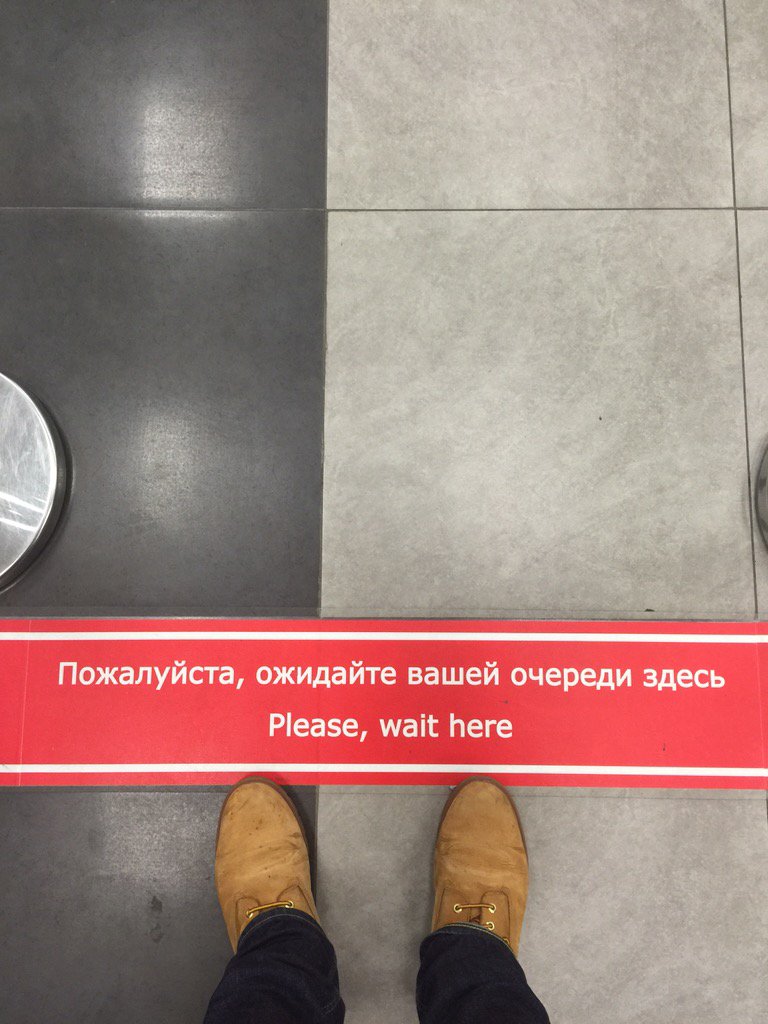 Пожалуйста, ожидайте вашей очереди здесь
Please, wait here